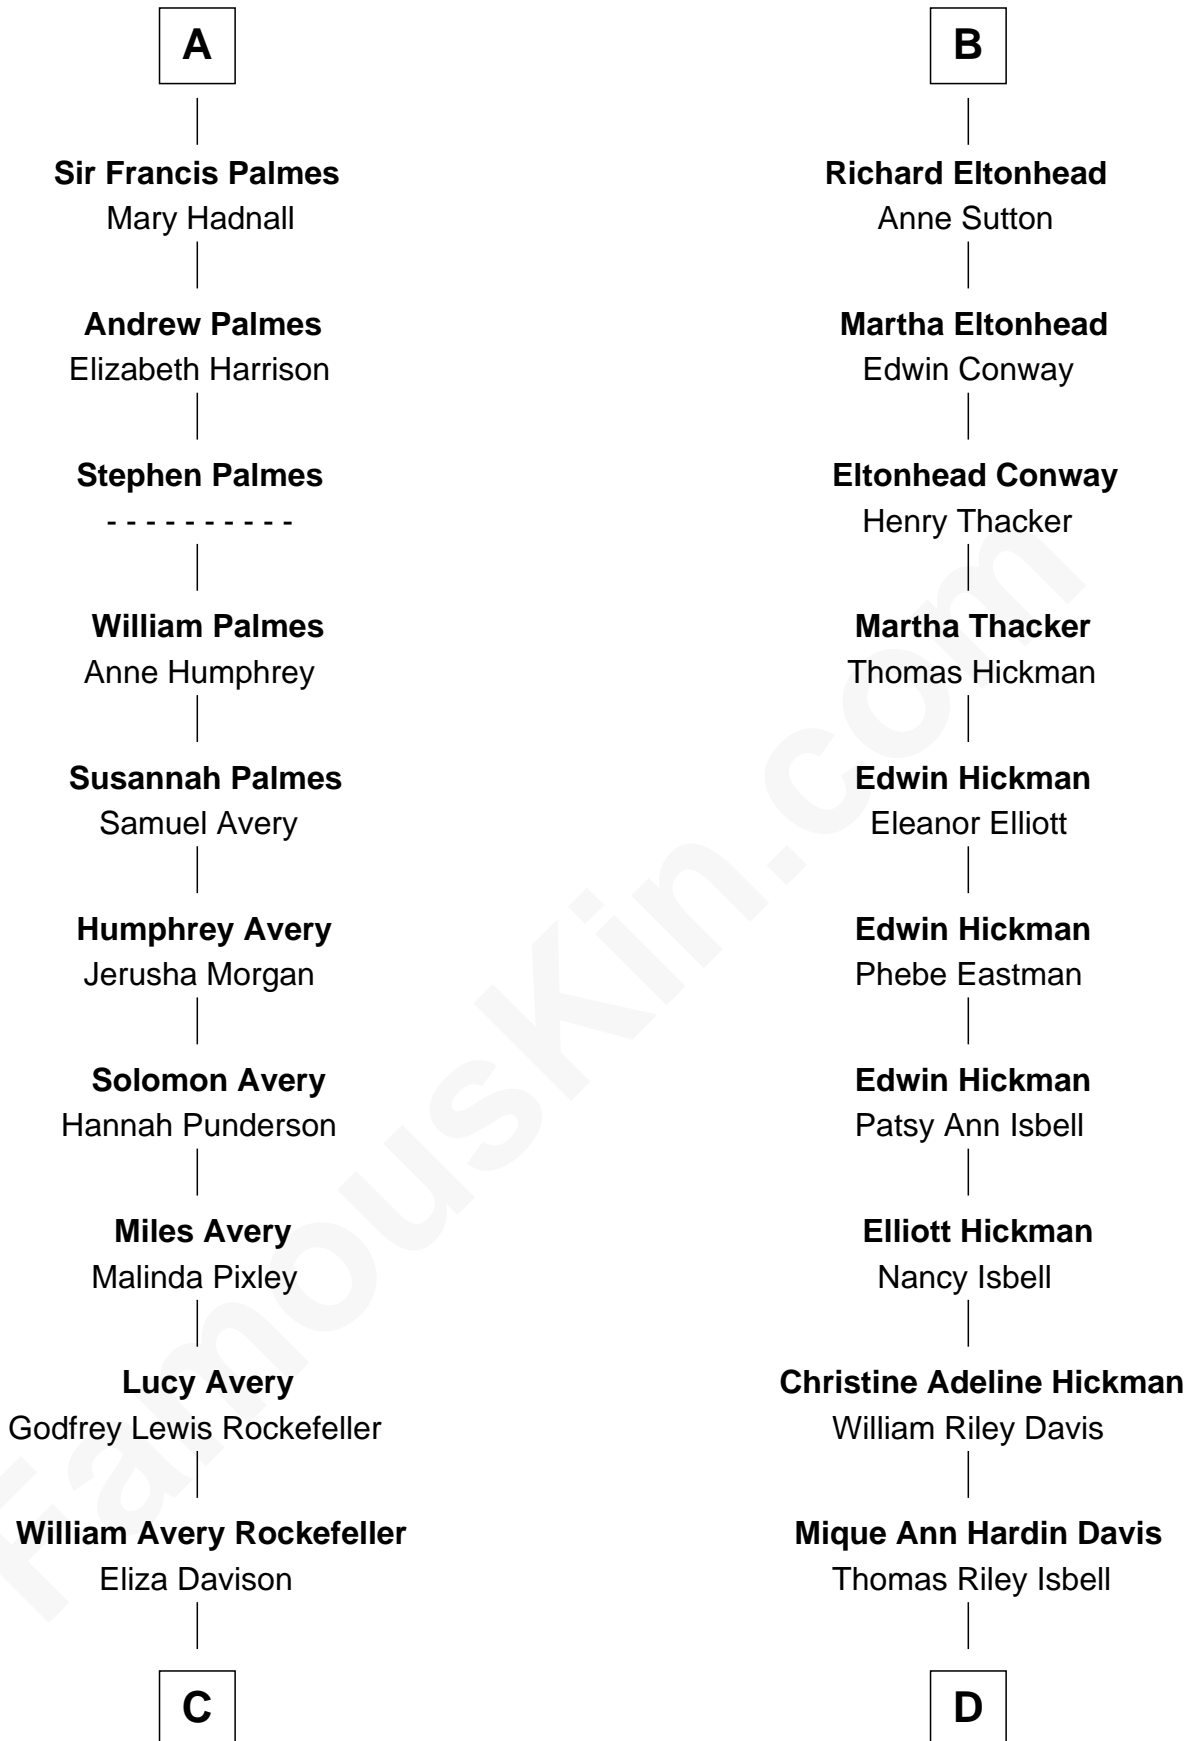 A
Sir Francis Palmes
Mary Hadnall
Andrew Palmes
Elizabeth Harrison
Stephen Palmes
- - - - - - - - - -
William Palmes
Anne Humphrey
Susannah Palmes
Samuel Avery
Humphrey Avery
Jerusha Morgan
Solomon Avery
Hannah Punderson
Miles Avery
Malinda Pixley
Lucy Avery
Godfrey Lewis Rockefeller
William Avery Rockefeller
Eliza Davison
C
B
Richard Eltonhead
Anne Sutton
Martha Eltonhead
Edwin Conway
Eltonhead Conway
Henry Thacker
Martha Thacker
Thomas Hickman
Edwin Hickman
Eleanor Elliott
Edwin Hickman
Phebe Eastman
Edwin Hickman
Patsy Ann Isbell
Elliott Hickman
Nancy Isbell
Christine Adeline Hickman
William Riley Davis
Mique Ann Hardin Davis
Thomas Riley Isbell
D
FamousKin.com